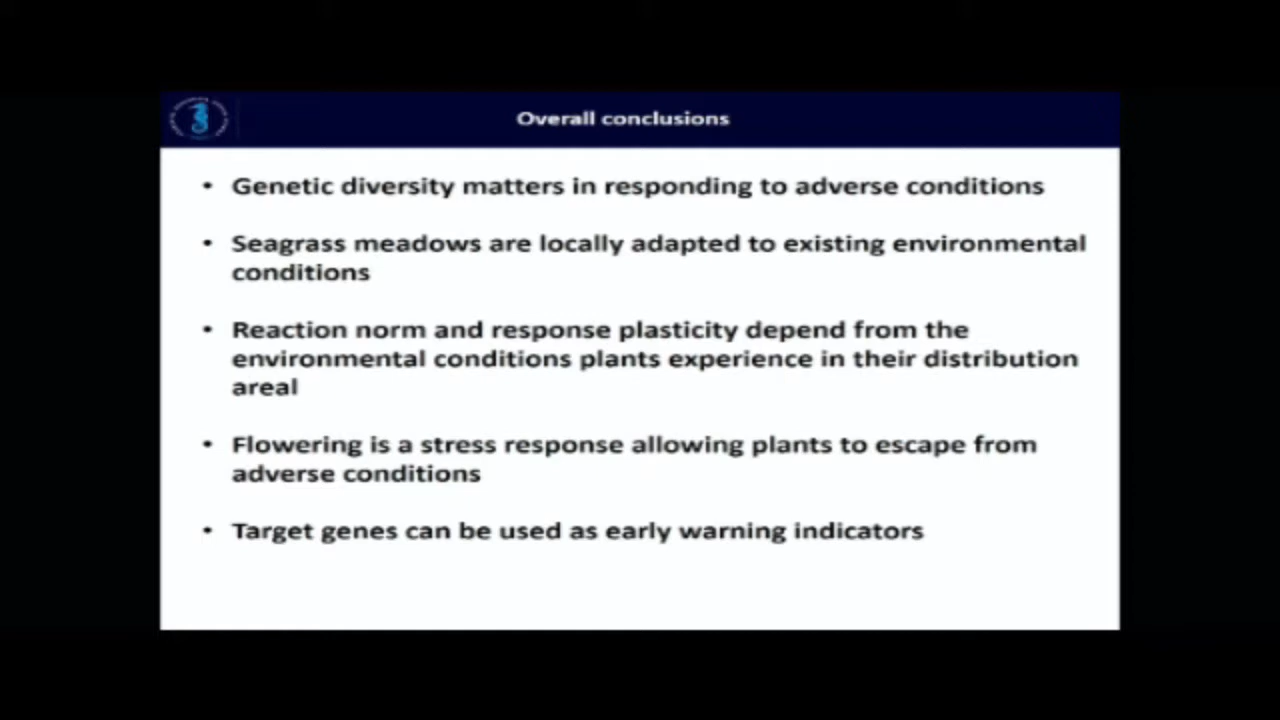 Overall conclusions
• Genetic diversity matters in responding to adverse conditions
• Seagrass meadows are locally adapted to existing environmental
conditions
• Reaction norm and response plasticity depend from the
environmental conditions plants experience in their distribution
areal
• Flowering is a stress response allowing plants to escape from
adverse conditions
• Target genes can be used as early warning indicators